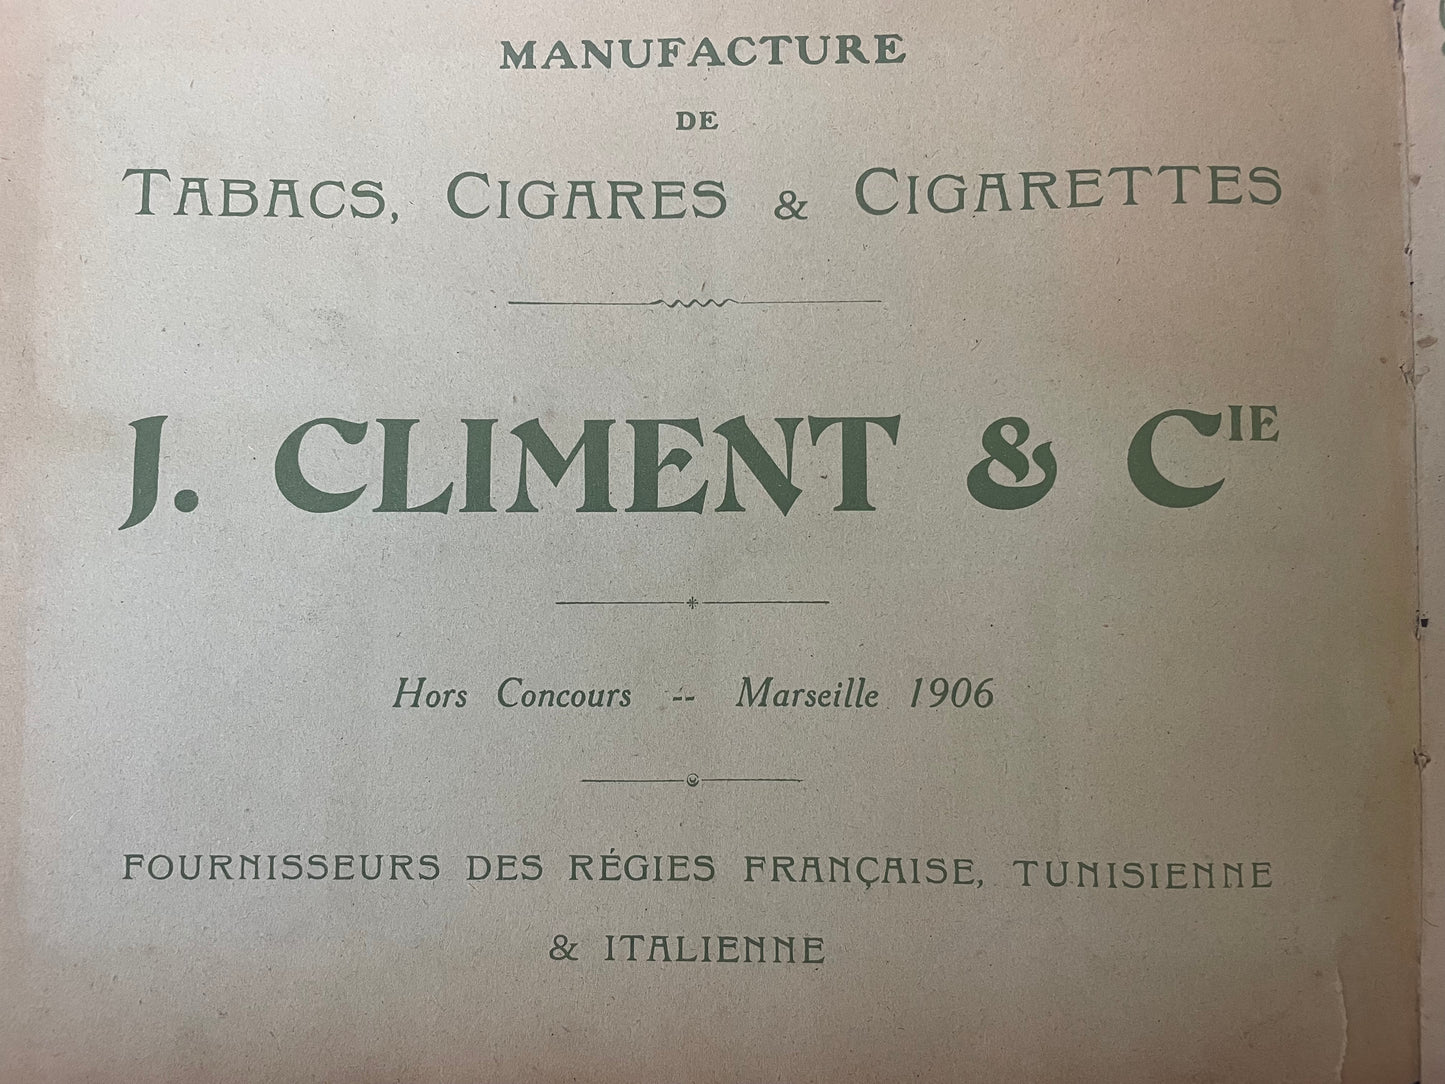 MANUFACTURE
DE
TABACS, CIGARES & CIGARETTES
J. CLIMENT & CIE
Hors Concours -- Marseille 1906
FOURNISSEURS DES RÉGIES FRANÇAISE, TUNISIENNE
& ITALIENNE